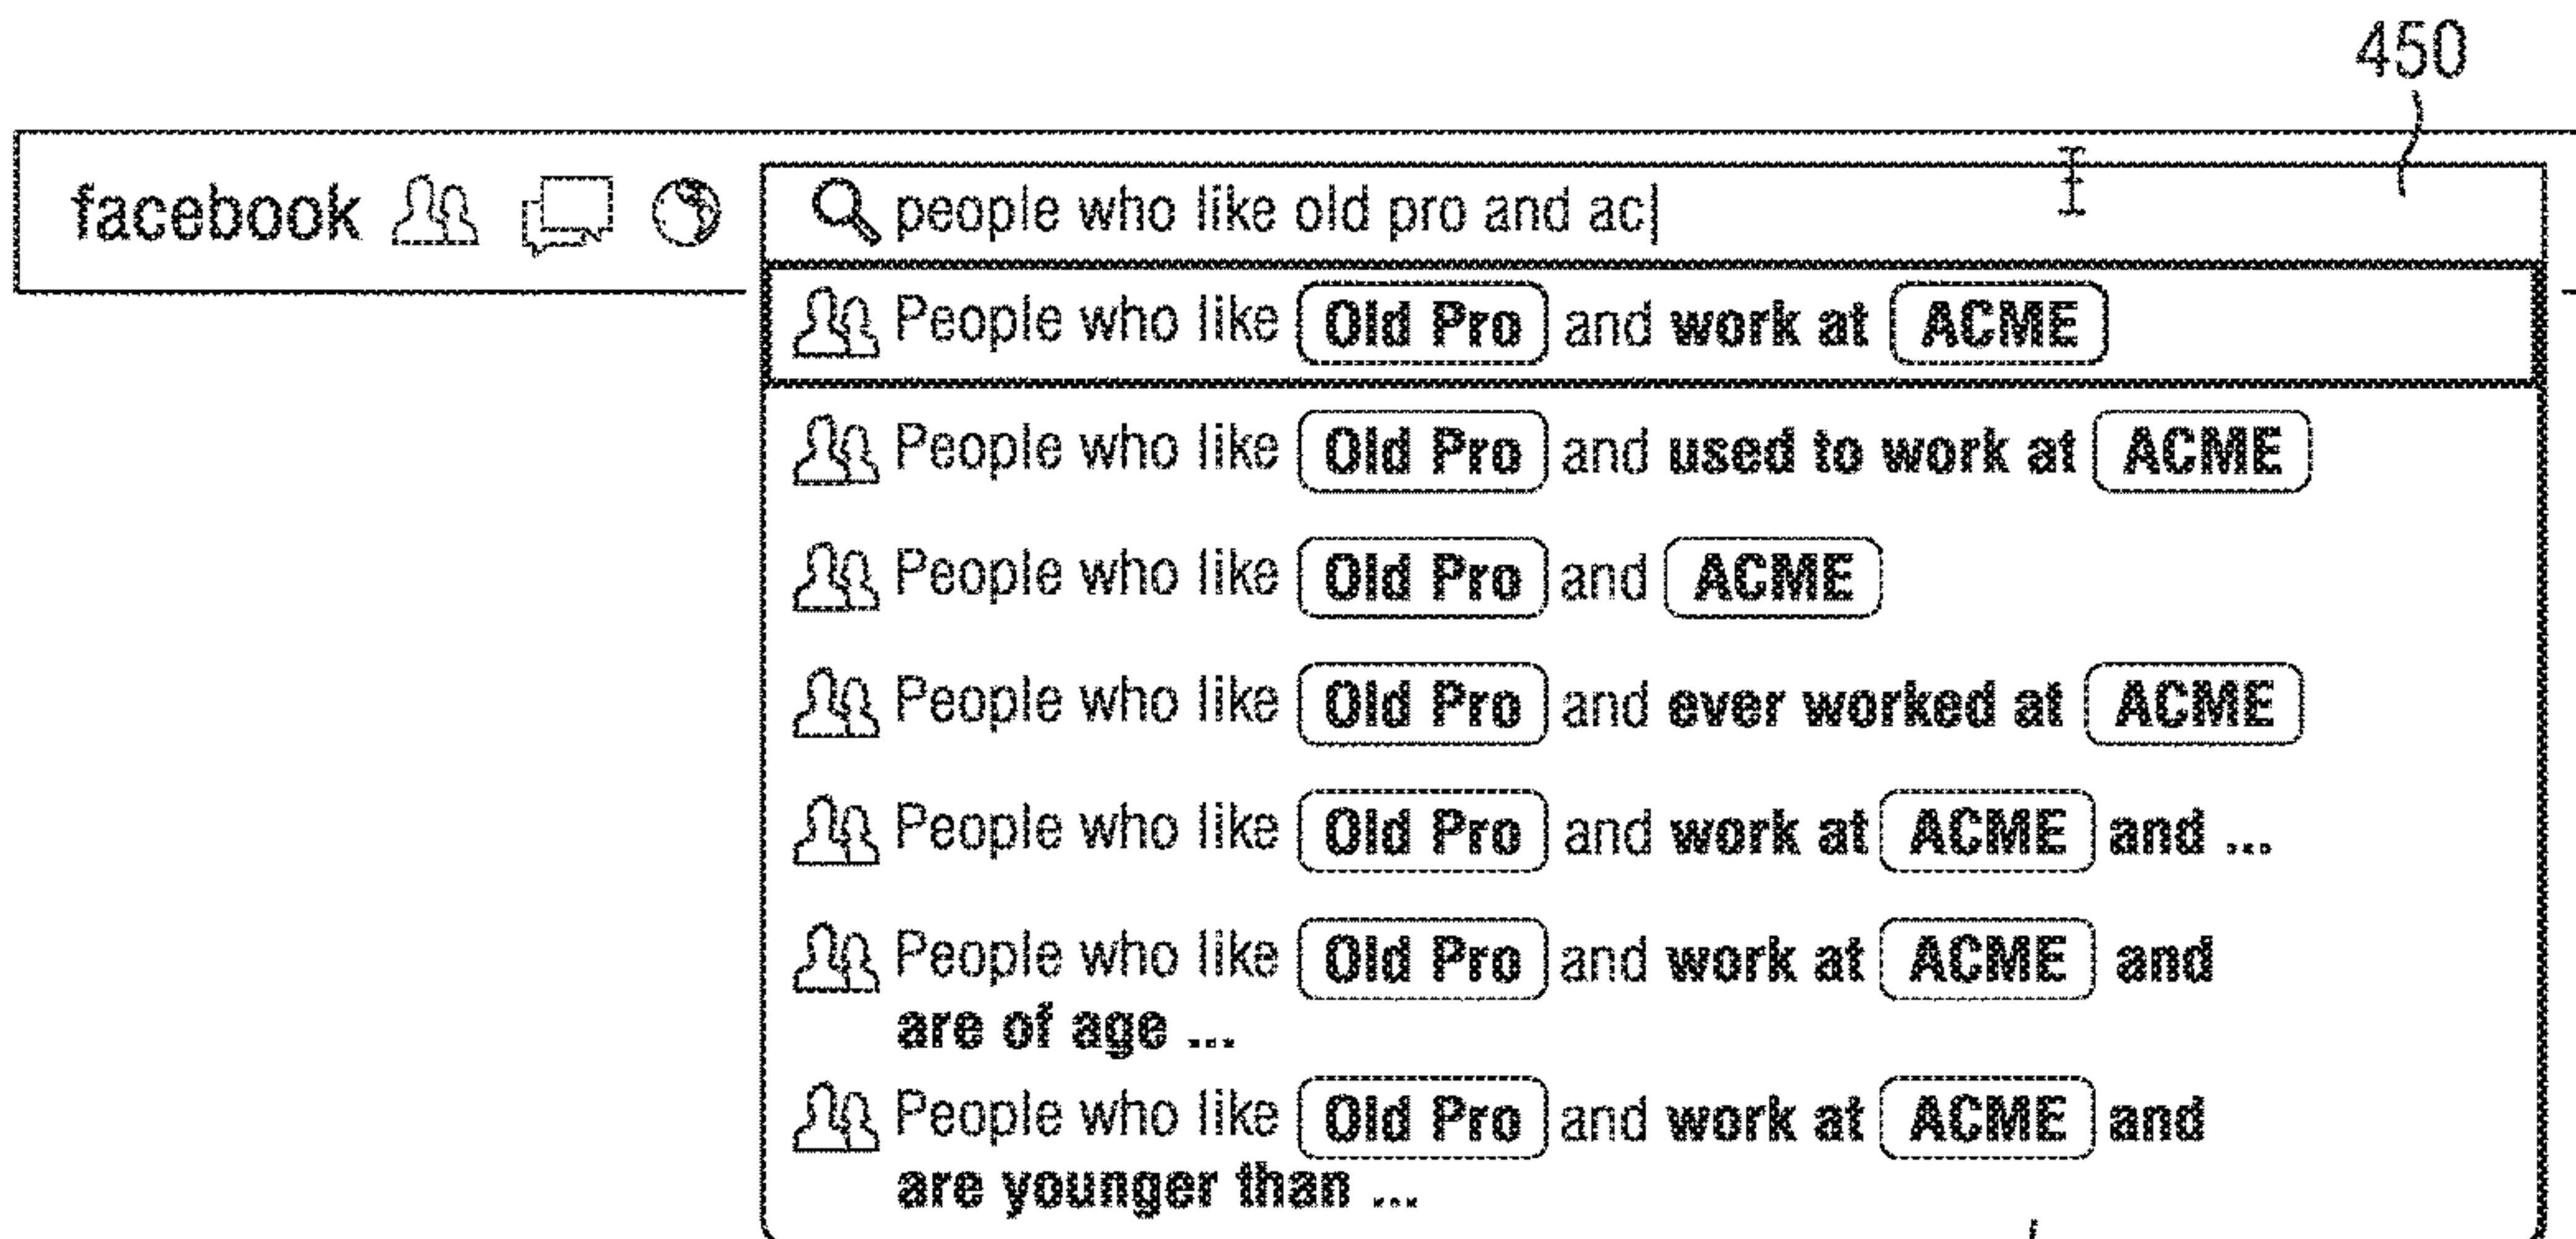 450
facebook people who like old pro and ac
People who like Old Pro and work at ACME
People who like Old Pro and used to work at ACME
People who like Old Pro and ACME
People who like Old Pro and ever worked at ACME
People who like Old Pro and work at ACME and ...
People who like Old Pro and work at ACME and
are of age ...
People who like Old Pro and work at ACME and
are younger than ...